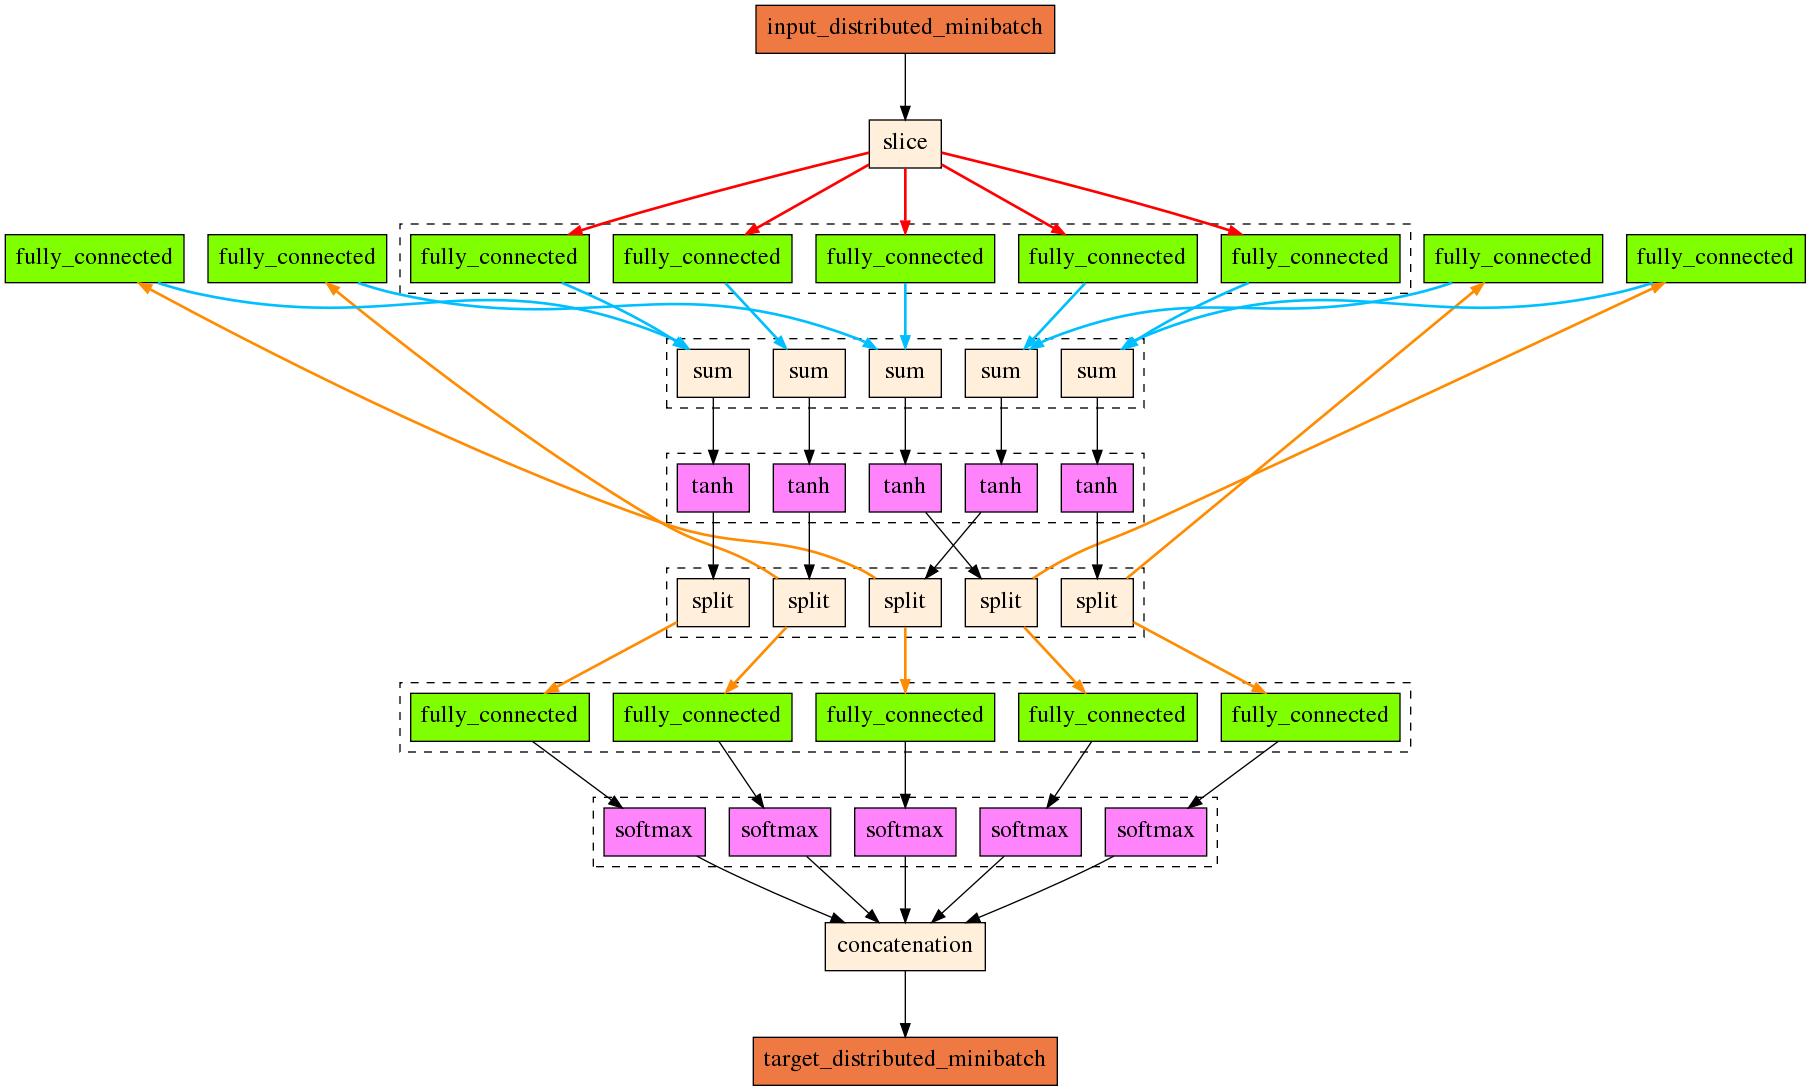 input_distributed_minibatch
slice
fully_connected fully_connected fully_connected fully_connected fully_connected fully_connected fully_connected fully_connected fully_connected
sum sum sum sum sum
tanh tanh tanh tanh tanh
split split split split split
fully_connected fully_connected fully_connected fully_connected fully_connected
softmax softmax softmax softmax softmax
concatenation
target_distributed_minibatch